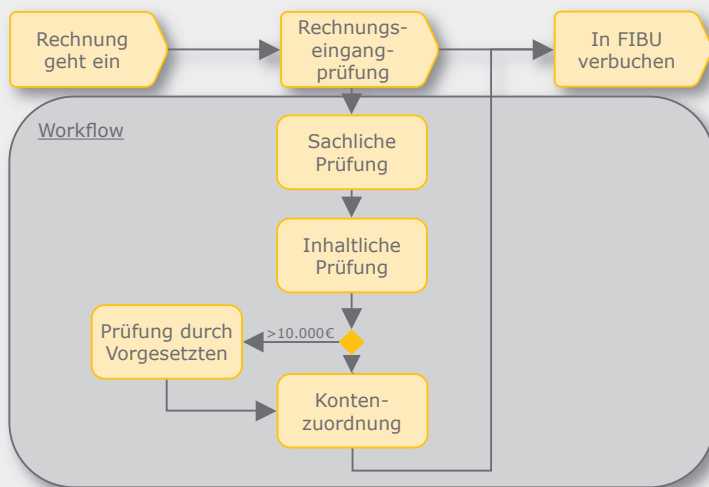 Rechnung
geht ein
Rechnungs-
eingang-
prüfung
In FIBU
verbuchen
Workflow
Sachliche
Prüfung
Inhaltliche
Prüfung
>10.000€
Prüfung durch
Vorgesetzten
Konten-
zuordnung